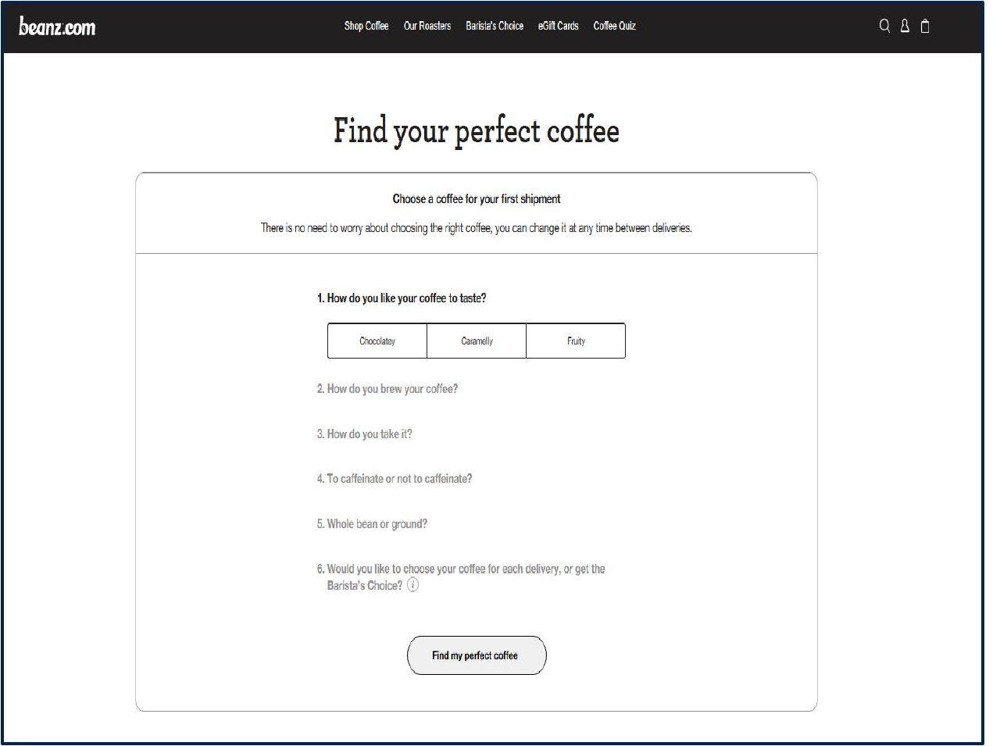 beanz.com
Shop Coffee Our Roasters Barista's Choice eGift Cards Coffee Quiz
Find your perfect coffee
Choose a coffee for your first shipment
There is no need to worry about choosing the right coffee, you can change it at any time between deliveries.
1. How do you like your coffee to taste?
Chocolatey Caramelly Fruity
2. How do you brew your coffee?
3. How do you take it?
4. To caffeinate or not to caffeinate?
5. Whole bean or ground?
6. Would you like to choose your coffee for each delivery, or get the
Barista's Choice? i
Find my perfect coffee